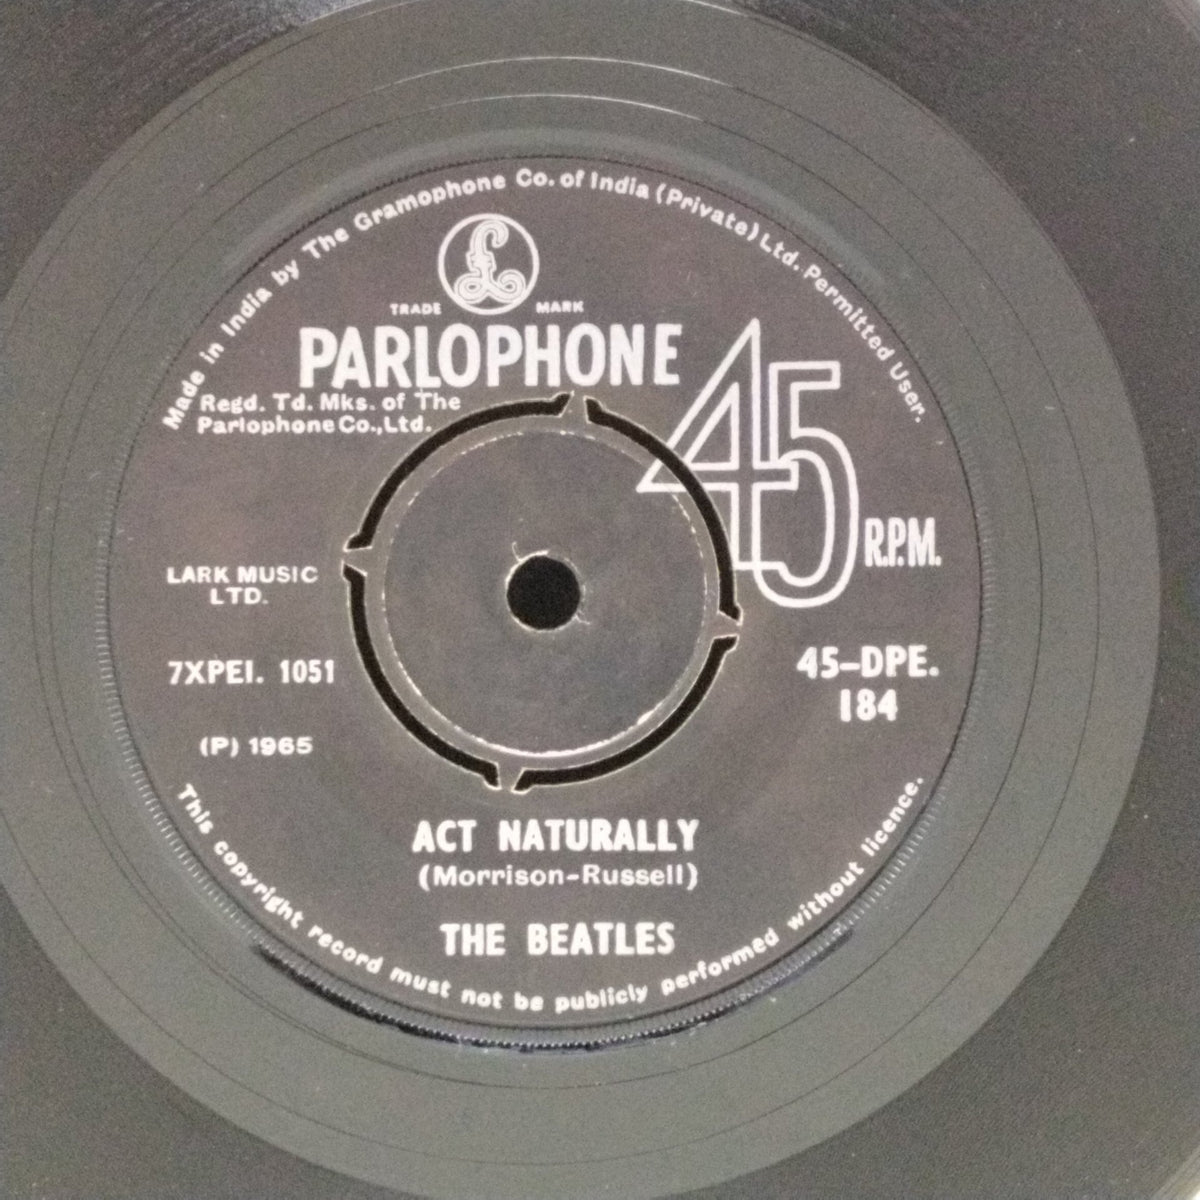 Made in India by The Gramophone Co. of India (Private) Ltd. Permitted User.
£
TRADE MARK
PARLOPHONE
Regd. Td. Mks. of The
Parlophone Co., Ltd.
45 R.P.M.
LARK MUSIC
LTD.
7XPEI. 1051
45-DPE.
184
(P) 1965
ACT NATURALLY
(Morrison-Russell)
THE BEATLES
This copyright record must not be publicly performed without licence.